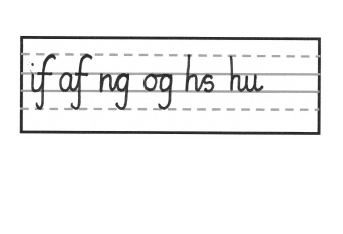 if af ng og hs hu